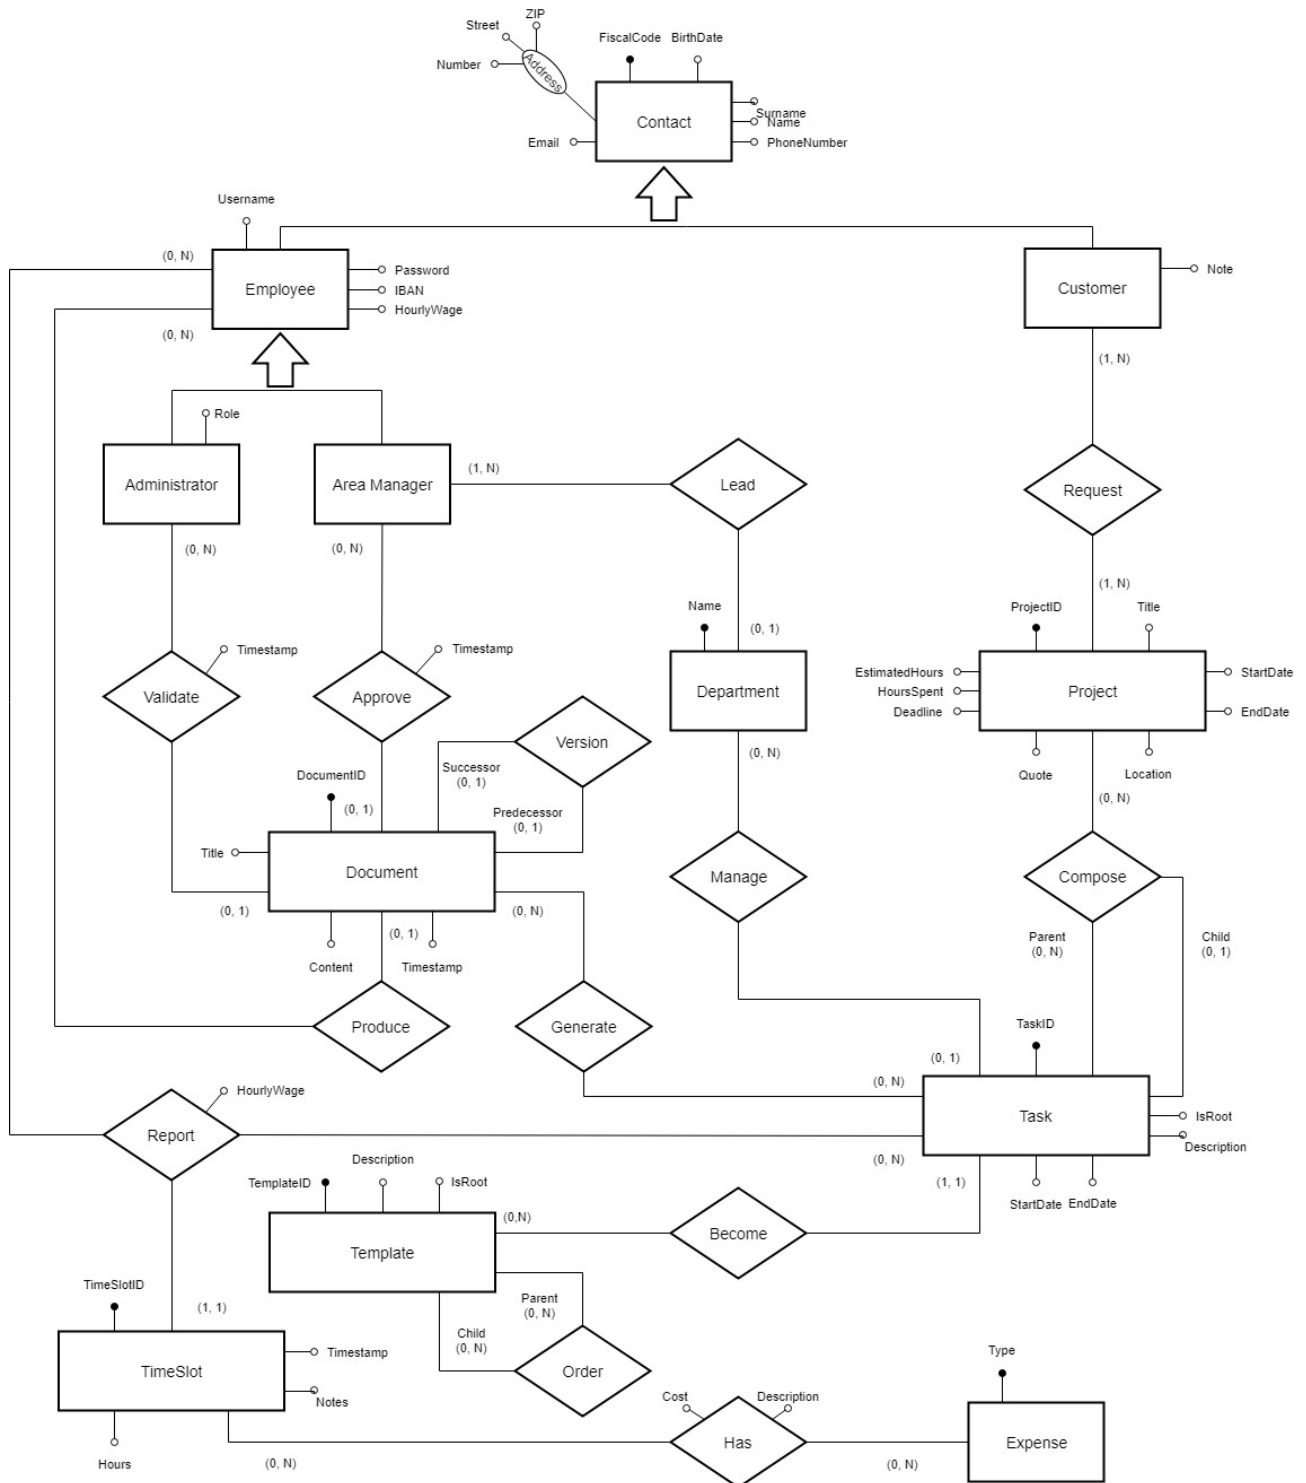 ZIP
Street
Number
Address
FiscalCode
BirthDate
Contact
Surname
Name
PhoneNumber
Email
Username
(0, N)
Employee
Password
IBAN
HourlyWage
(0, N)
Customer
Note
(1, N)
Role
Administrator
Area Manager
(1, N)
Lead
Request
(0, N)
(0, N)
(1, N)
Name
(0, 1)
ProjectID
Title
Timestamp
Timestamp
Validate
Approve
Department
EstimatedHours
HoursSpent
Deadline
Project
StartDate
EndDate
Quote
Location
Version
Successor
(0, 1)
(0, N)
(0, N)
DocumentID
(0, 1)
Predecessor
(0, 1)
Title
Document
Manage
Compose
(0, 1)
(0, N)
(0, 1)
Content
Timestamp
Parent
(0, N)
Child
(0, 1)
Produce
Generate
TaskID
(0, 1)
(0, N)
HourlyWage
Report
Task
IsRoot
Description
(0, N)
(1, 1)
StartDate
EndDate
Description
TemplateID
IsRoot
(0,N)
Template
Become
TimeSlotID
(1, 1)
Parent
(0, N)
Child
(0, N)
Order
TimeSlot
Timestamp
Notes
Hours
(0, N)
Cost
Description
Has
(0, N)
Type
Expense